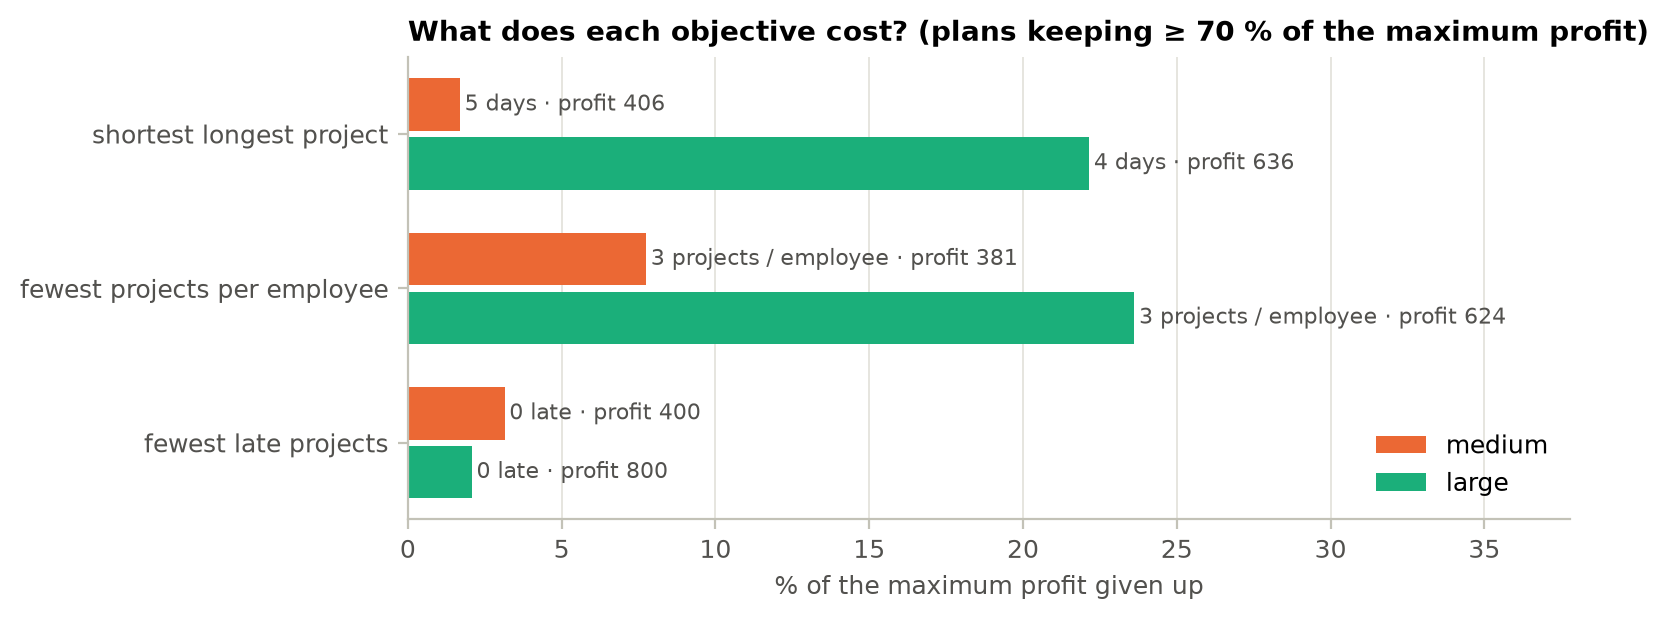 What does each objective cost? (plans keeping ≥ 70 % of the maximum profit)
shortest longest project
5 days · profit 406
4 days · profit 636
fewest projects per employee
3 projects / employee · profit 381
3 projects / employee · profit 624
fewest late projects
0 late · profit 400
0 late · profit 800
medium
large
0 5 10 15 20 25 30 35
% of the maximum profit given up